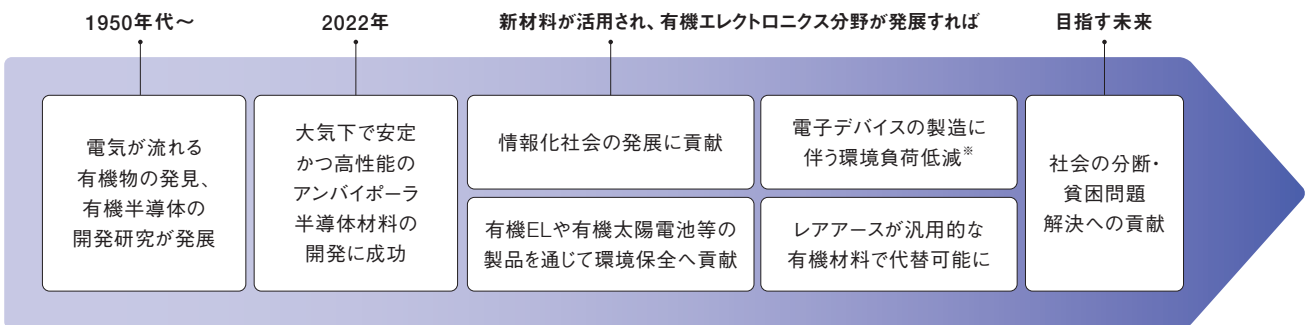 1950年代〜
電気が流れる
有機物の発見、
有機半導体の
開発研究が発展
2022年
大気下で安定
かつ高性能の
アンバイポーラ
半導体材料の
開発に成功
新材料が活用され、有機エレクトロニクス分野が発展すれば
情報化社会の発展に貢献
電子デバイスの製造に
伴う環境負荷低減※
有機ELや有機太陽電池等の
製品を通じて環境保全へ貢献
レアアースが汎用的な
有機材料で代替可能に
目指す未来
社会の分断・
貧困問題
解決への貢献